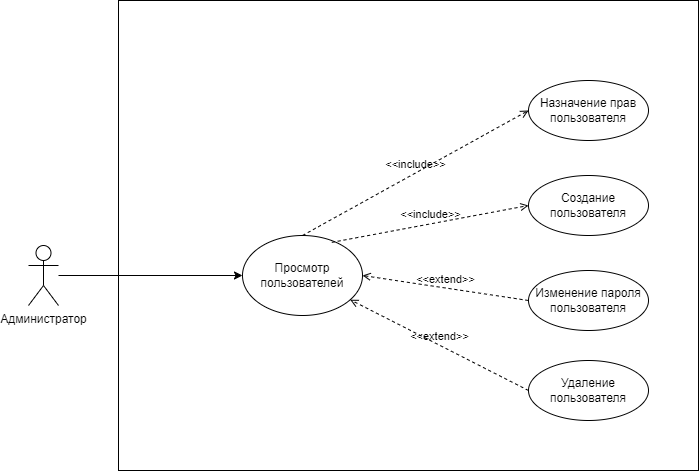 Назначение прав
пользователя
<<include>>
Создание
пользователя
<<include>>
Просмотр
пользователей
<<extend>>
Изменение пароля
пользователя
Администратор
<<extend>>
Удаление
пользователя